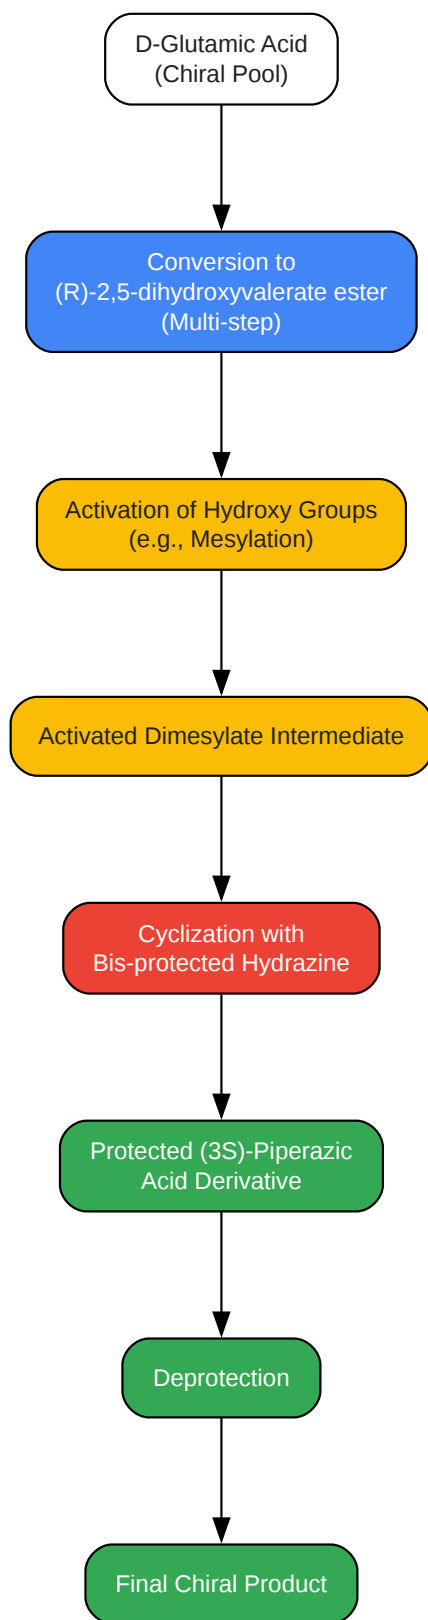 D-Glutamic Acid
(Chiral Pool)
Conversion to
(R)-2,5-dihydroxyvalerate ester
(Multi-step)
Activation of Hydroxy Groups
(e.g., Mesylation)
Activated Dimesylate Intermediate
Cyclization with
Bis-protected Hydrazine
Protected (3S)-Piperazic
Acid Derivative
Deprotection
Final Chiral Product